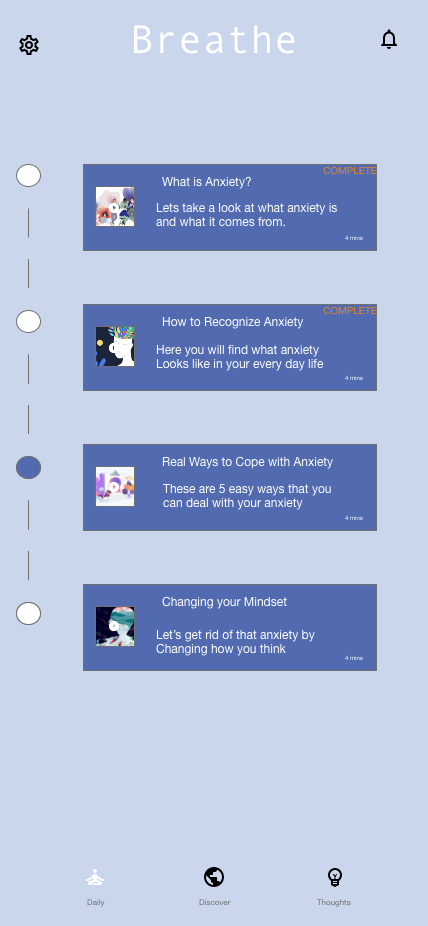 Breathe
COMPLETE
What is Anxiety?
Lets take a look at what anxiety is
and what it comes from.
4 mins
COMPLETE
How to Recognize Anxiety
Here you will find what anxiety
Looks like in your every day life
4 mins
Real Ways to Cope with Anxiety
These are 5 easy ways that you
can deal with your anxiety
4 mins
Changing your Mindset
Let's get rid of that anxiety by
Changing how you think
4 mins
Daily
Discover
Thoughts